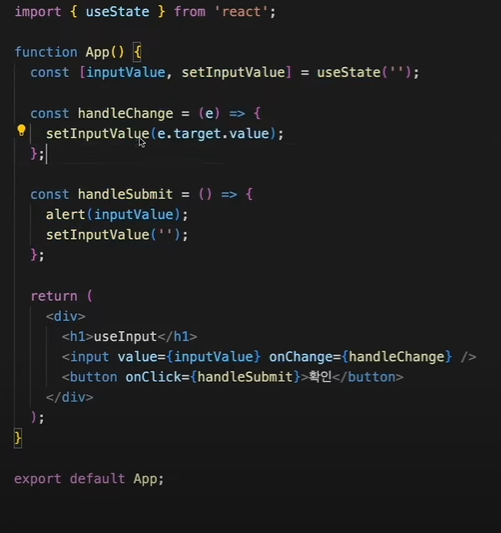 import { useState } from 'react';
function App() {
const [inputValue, setInputValue] = useState('');
const handleChange = (e) => {
setInputValue(e.target.value);
};
const handleSubmit = () => {
alert(inputValue);
setInputValue('');
};
return (
<div>
<h1>useInput</h1>
<input value={inputValue} onChange={handleChange} />
<button onClick={handleSubmit}>확인</button>
</div>
);
}
export default App;